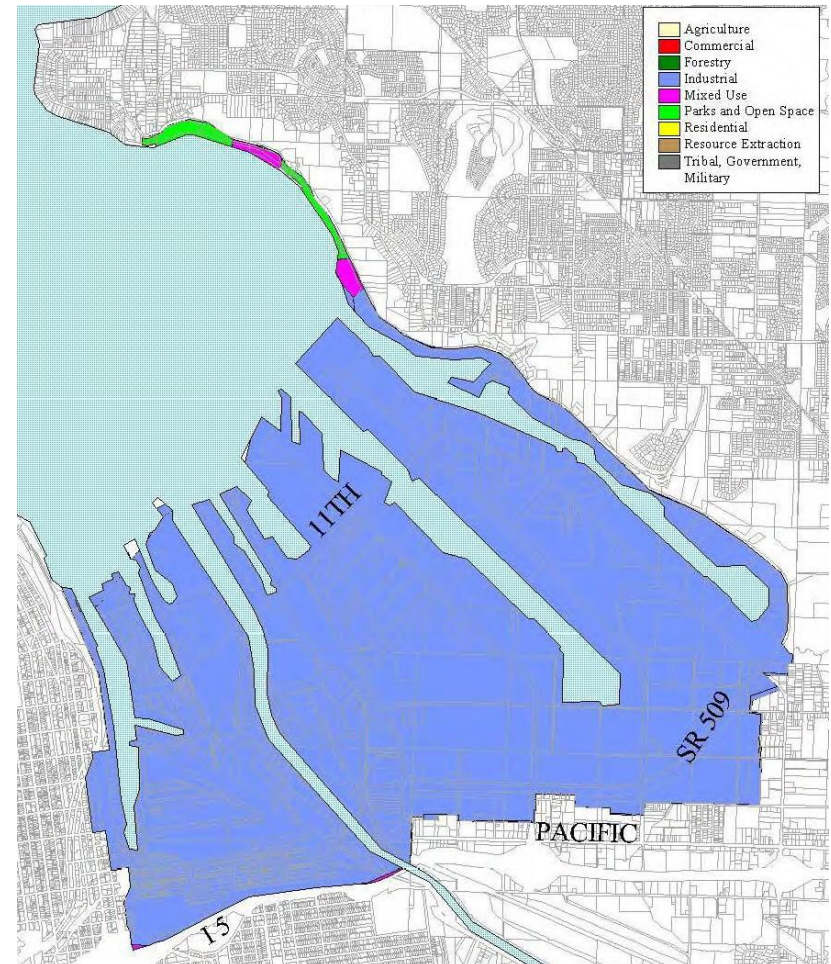 Agriculture
Commercial
Forestry
Industrial
Mixed Use
Parks and Open Space
Residential
Resource Extraction
Tribal, Government,
Military
11TH
SR 509
PACIFIC
I 5